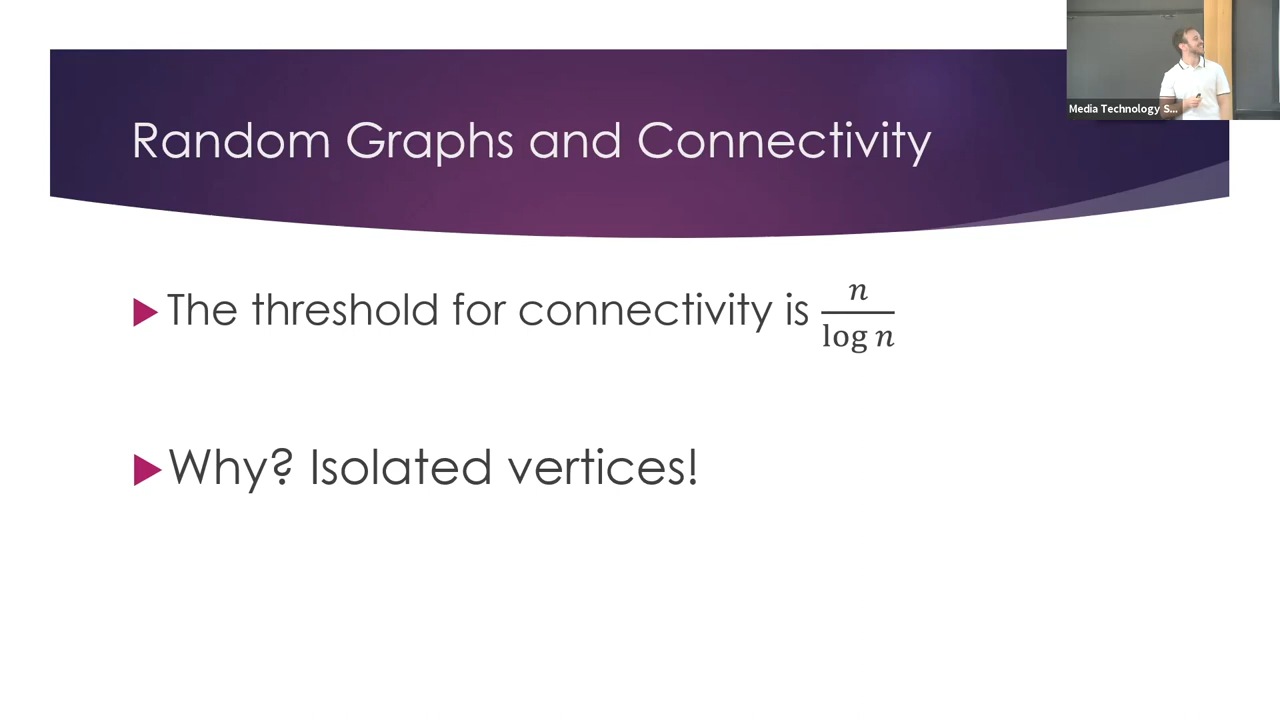 Media Technology S...
Random Graphs and Connectivity
The threshold for connectivity is n/log n
Why? Isolated vertices!